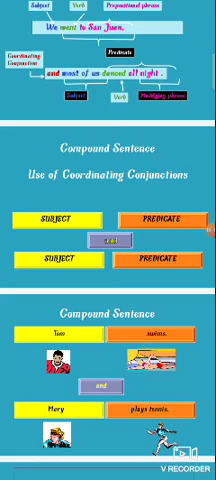 Subject Verb Prepositional phrase
We went to San Juan,
Predicate
Coordinating
Conjunction
and most of us danced all night .
Subject Verb Modifying phrase
Compound Sentence
Use of Coordinating Conjunctions
SUBJECT PREDICATE
and
SUBJECT PREDICATE
Compound Sentence
Tom swims.
and
Mary plays tennis.
V RECORDER